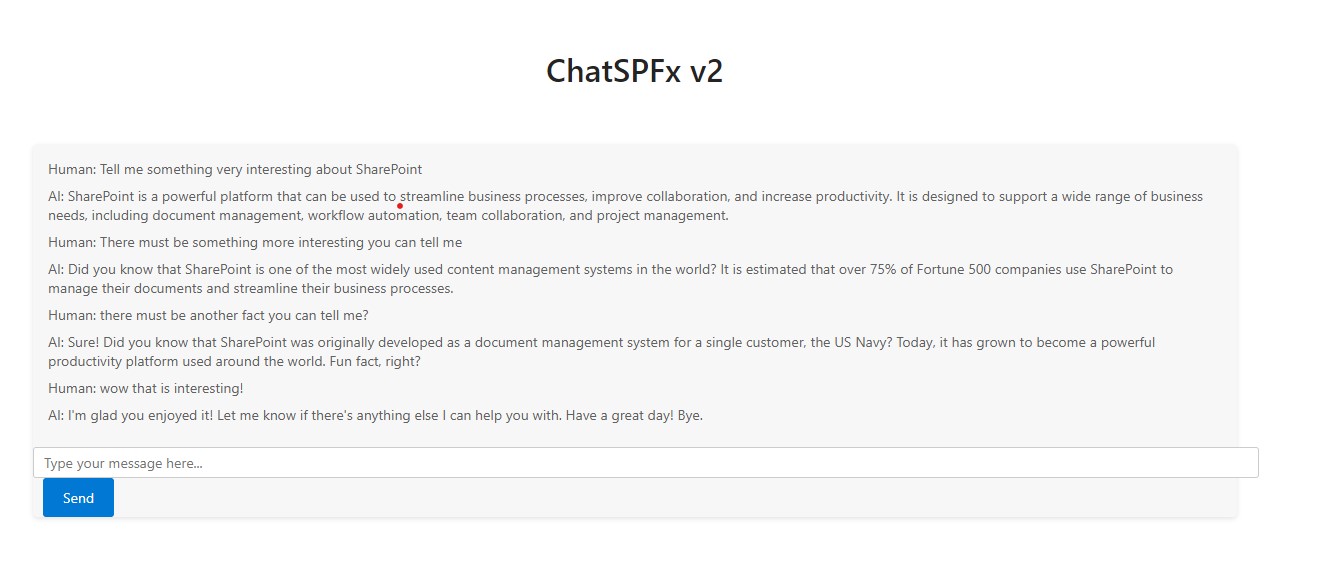 ChatSPFx v2
Human: Tell me something very interesting about SharePoint
AI: SharePoint is a powerful platform that can be used to streamline business processes, improve collaboration, and increase productivity. It is designed to support a wide range of business
needs, including document management, workflow automation, team collaboration, and project management.
Human: There must be something more interesting you can tell me
AI: Did you know that SharePoint is one of the most widely used content management systems in the world? It is estimated that over 75% of Fortune 500 companies use SharePoint to
manage their documents and streamline their business processes.
Human: there must be another fact you can tell me?
AI: Sure! Did you know that SharePoint was originally developed as a document management system for a single customer, the US Navy? Today, it has grown to become a powerful
productivity platform used around the world. Fun fact, right?
Human: wow that is interesting!
AI: I'm glad you enjoyed it! Let me know if there's anything else I can help you with. Have a great day! Bye.
Type your message here...
Send